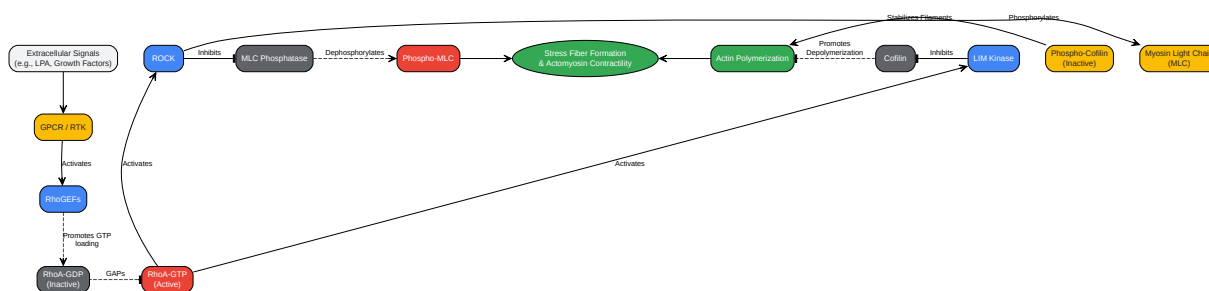 Stabilizes Filaments
Phosphorylates
Extracellular Signals
(e.g., LPA, Growth Factors)
ROCK
Inhibits
MLC Phosphatase
Dephosphorylates
Phospho-MLC
Stress Fiber Formation
& Actomyosin Contractility
Actin Polymerization
Promotes
Depolymerization
Cofilin
Inhibits
LIM Kinase
Phospho-Cofilin
(Inactive)
Myosin Light Chai
(MLC)
GPCR / RTK
Activates
Activates
Activates
RhoGEFs
Promotes GTP
loading
RhoA-GDP
(Inactive)
GAPs
RhoA-GTP
(Active)